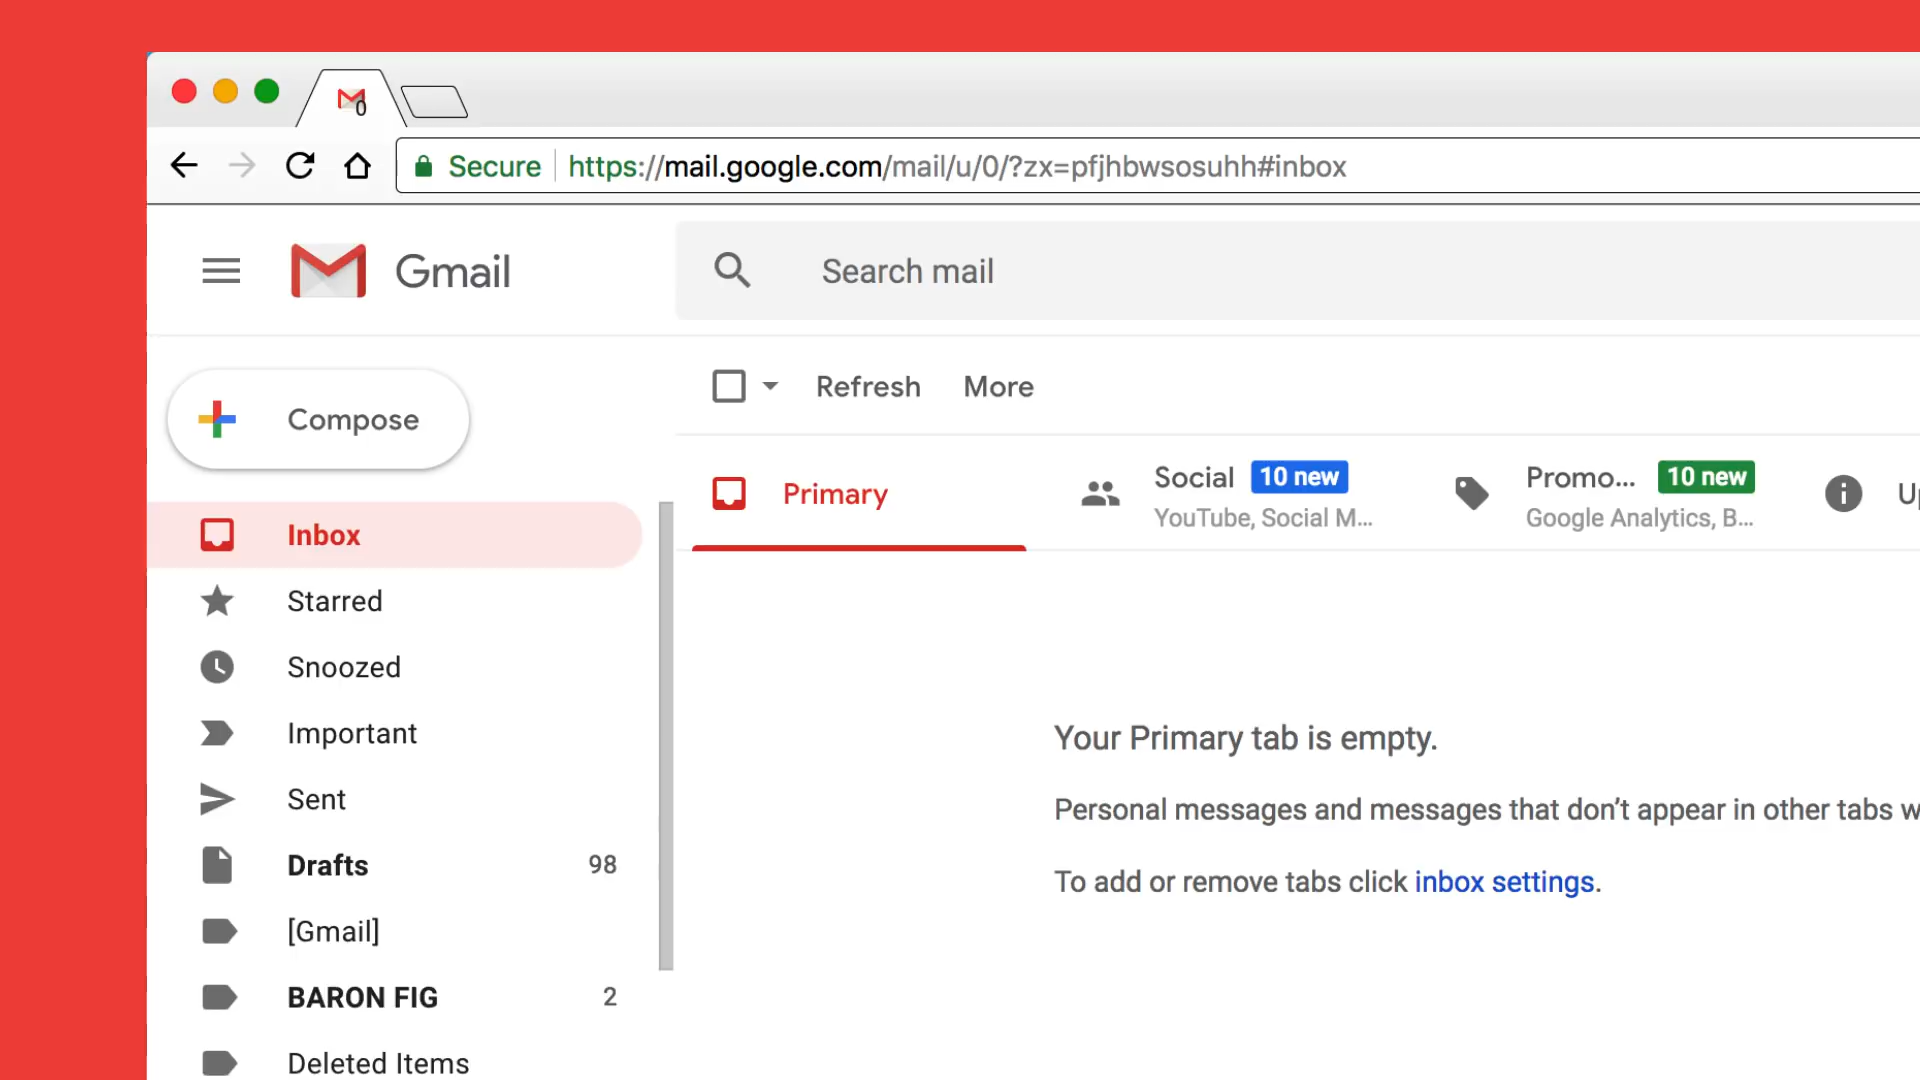 0
Secure https://mail.google.com/mail/u/0/?zx=pfjhbwsosuhh#inbox
Gmail
Search mail
Compose
Refresh More
Primary
Social 10 new
YouTube, Social M...
Promo... 10 new
Google Analytics, B...
Up
Inbox
Starred
Snoozed
Important
Sent
Drafts 98
[Gmail]
BARON FIG 2
Deleted Items
Your Primary tab is empty.
Personal messages and messages that don’t appear in other tabs w
To add or remove tabs click inbox settings.